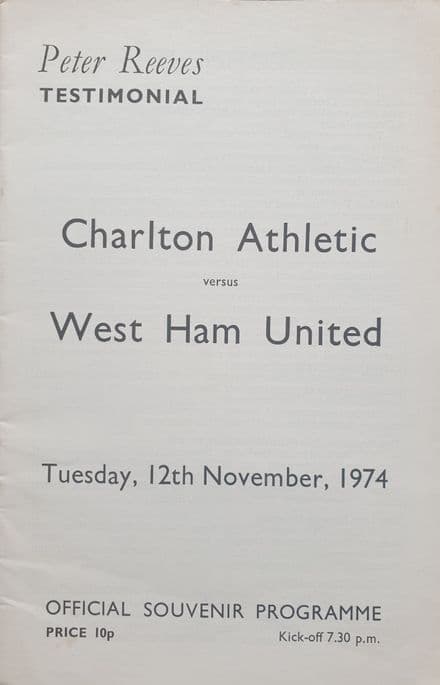 Peter Reeves
TESTIMONIAL
Charlton Athletic
versus
West Ham United
Tuesday, 12th November, 1974
OFFICIAL SOUVENIR PROGRAMME
PRICE 10p
Kick-off 7.30 p.m.